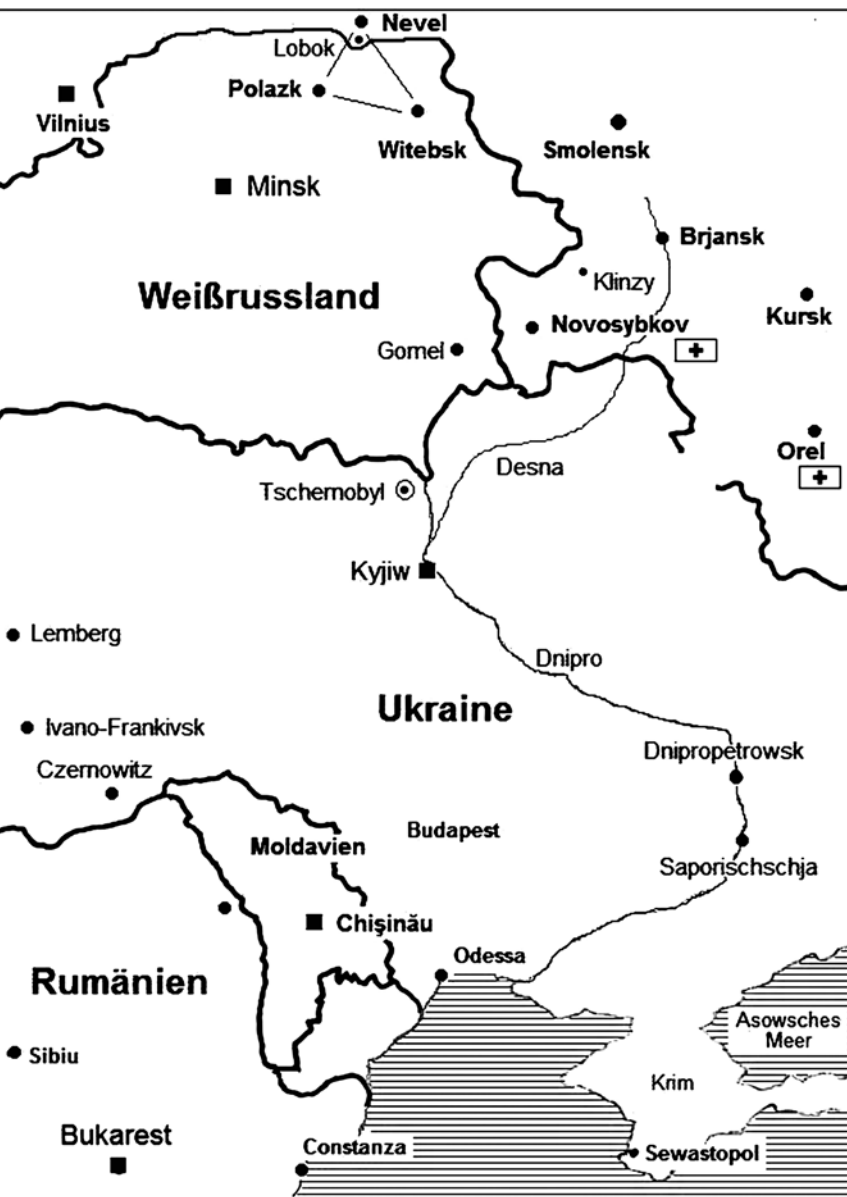 Nevel
Lobok
Polazk
Vilnius
Witebsk
Smolensk
Minsk
Brjansk
Klinzy
Weißrussland
Kursk
Novosybkov
Gomel
Orel
Desna
Tschernobyl
Kyjiw
Lemberg
Dnipro
Ukraine
Ivano-Frankivsk
Dnipropetrowsk
Czernowitz
Budapest
Moldavien
Saporischschja
Chişinău
Odessa
Rumänien
Asowsches
Meer
Sibiu
Krim
Bukarest
Constanza
Sewastopol